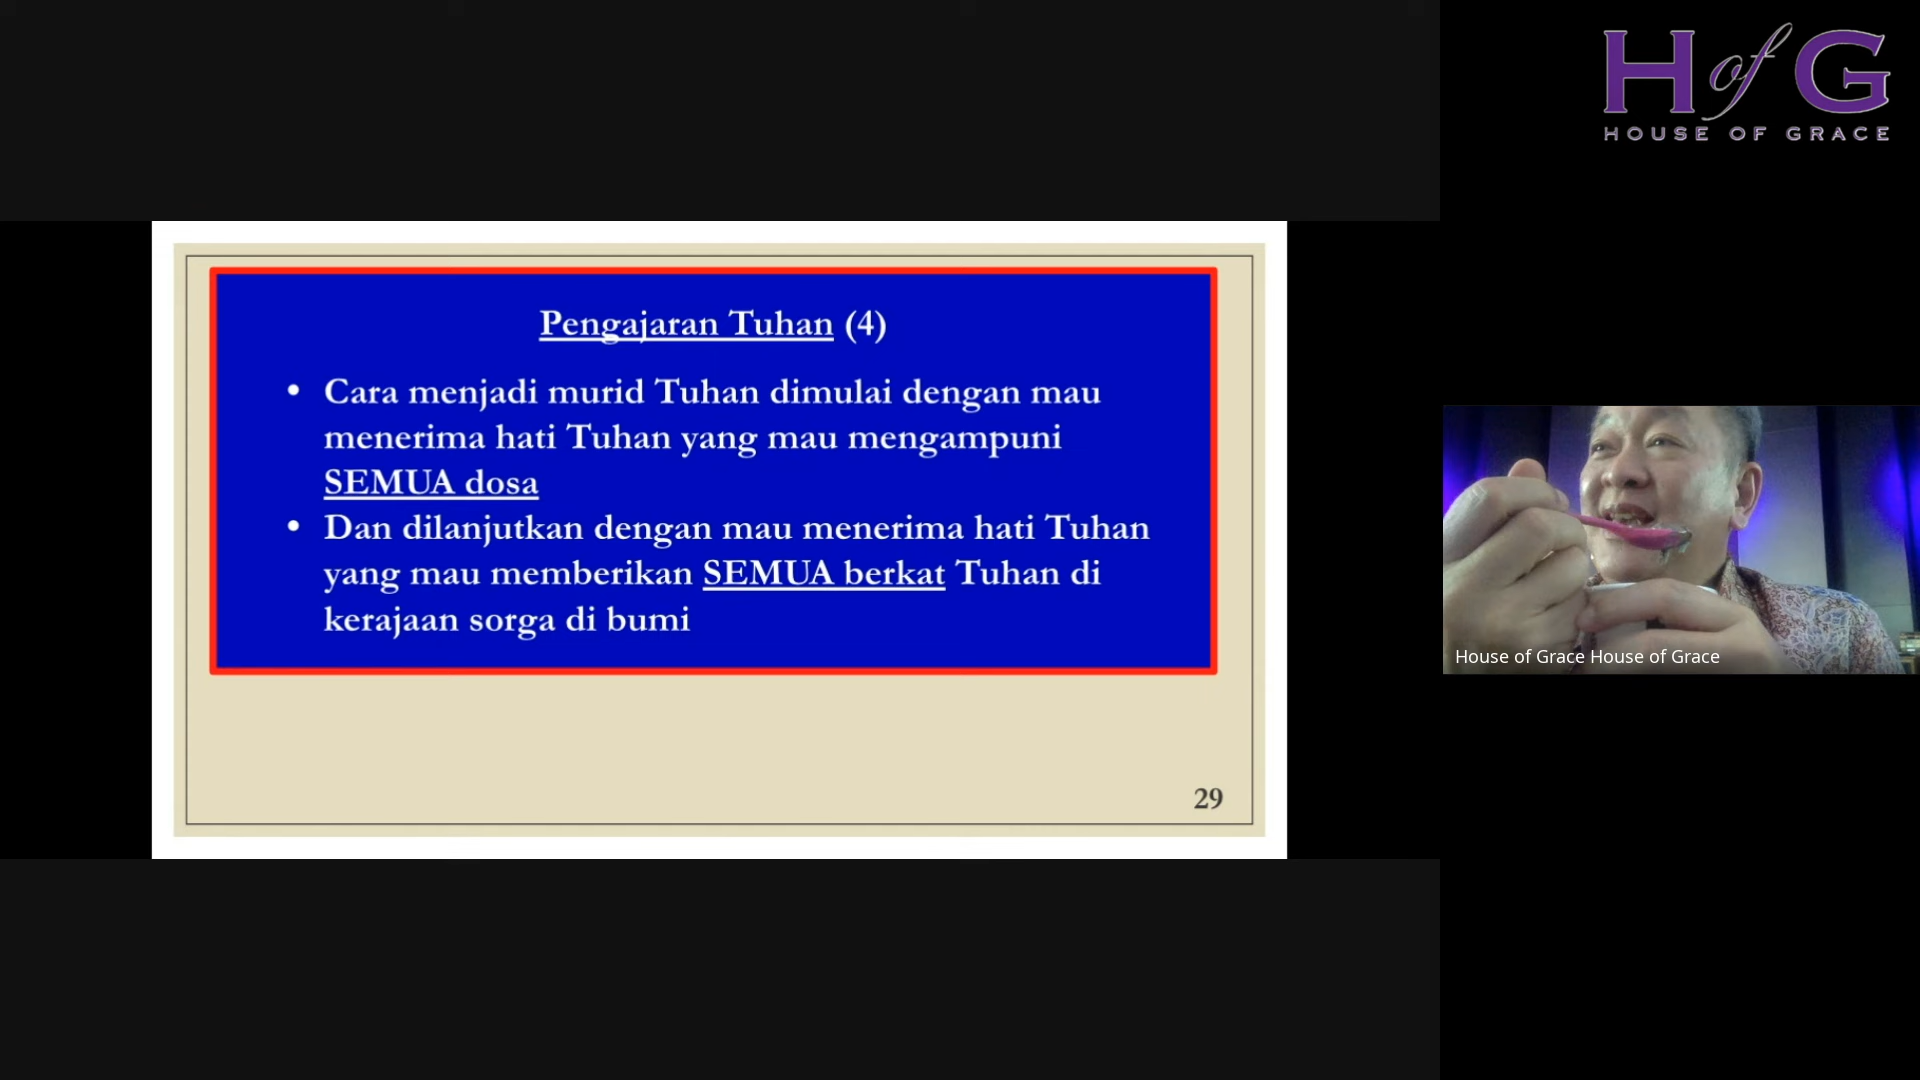 H of G
HOUSE OF GRACE
Pengajaran Tuhan (4)
• Cara menjadi murid Tuhan dimulai dengan mau
menerima hati Tuhan yang mau mengampuni
SEMUA dosa
• Dan dilanjutkan dengan mau menerima hati Tuhan
yang mau memberikan SEMUA berkat Tuhan di
kerajaan sorga di bumi
29
House of Grace House of Grace